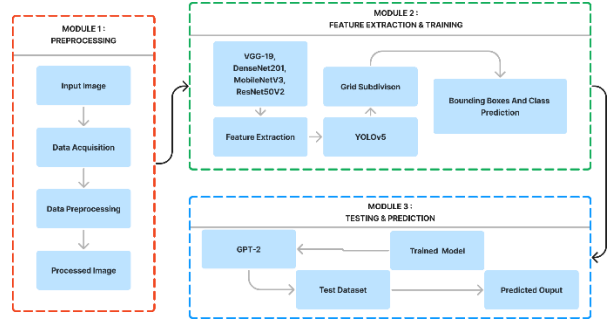 MODULE 1 :
PREPROCESSING
Input Image
Data Acquisition
Data Preprocessing
Processed Image
MODULE 2 :
FEATURE EXTRACTION & TRAINING
VGG-19,
DanseNet201,
MobileNetV3,
ResNet50V2
Feature Extraction
Grid Subdivison
YOLOv5
Bounding Boxes And Class
Prediction
MODULE 3 :
TESTING & PREDICTION
GPT-2
Trained Model
Test Dataset
Predicted Ouput